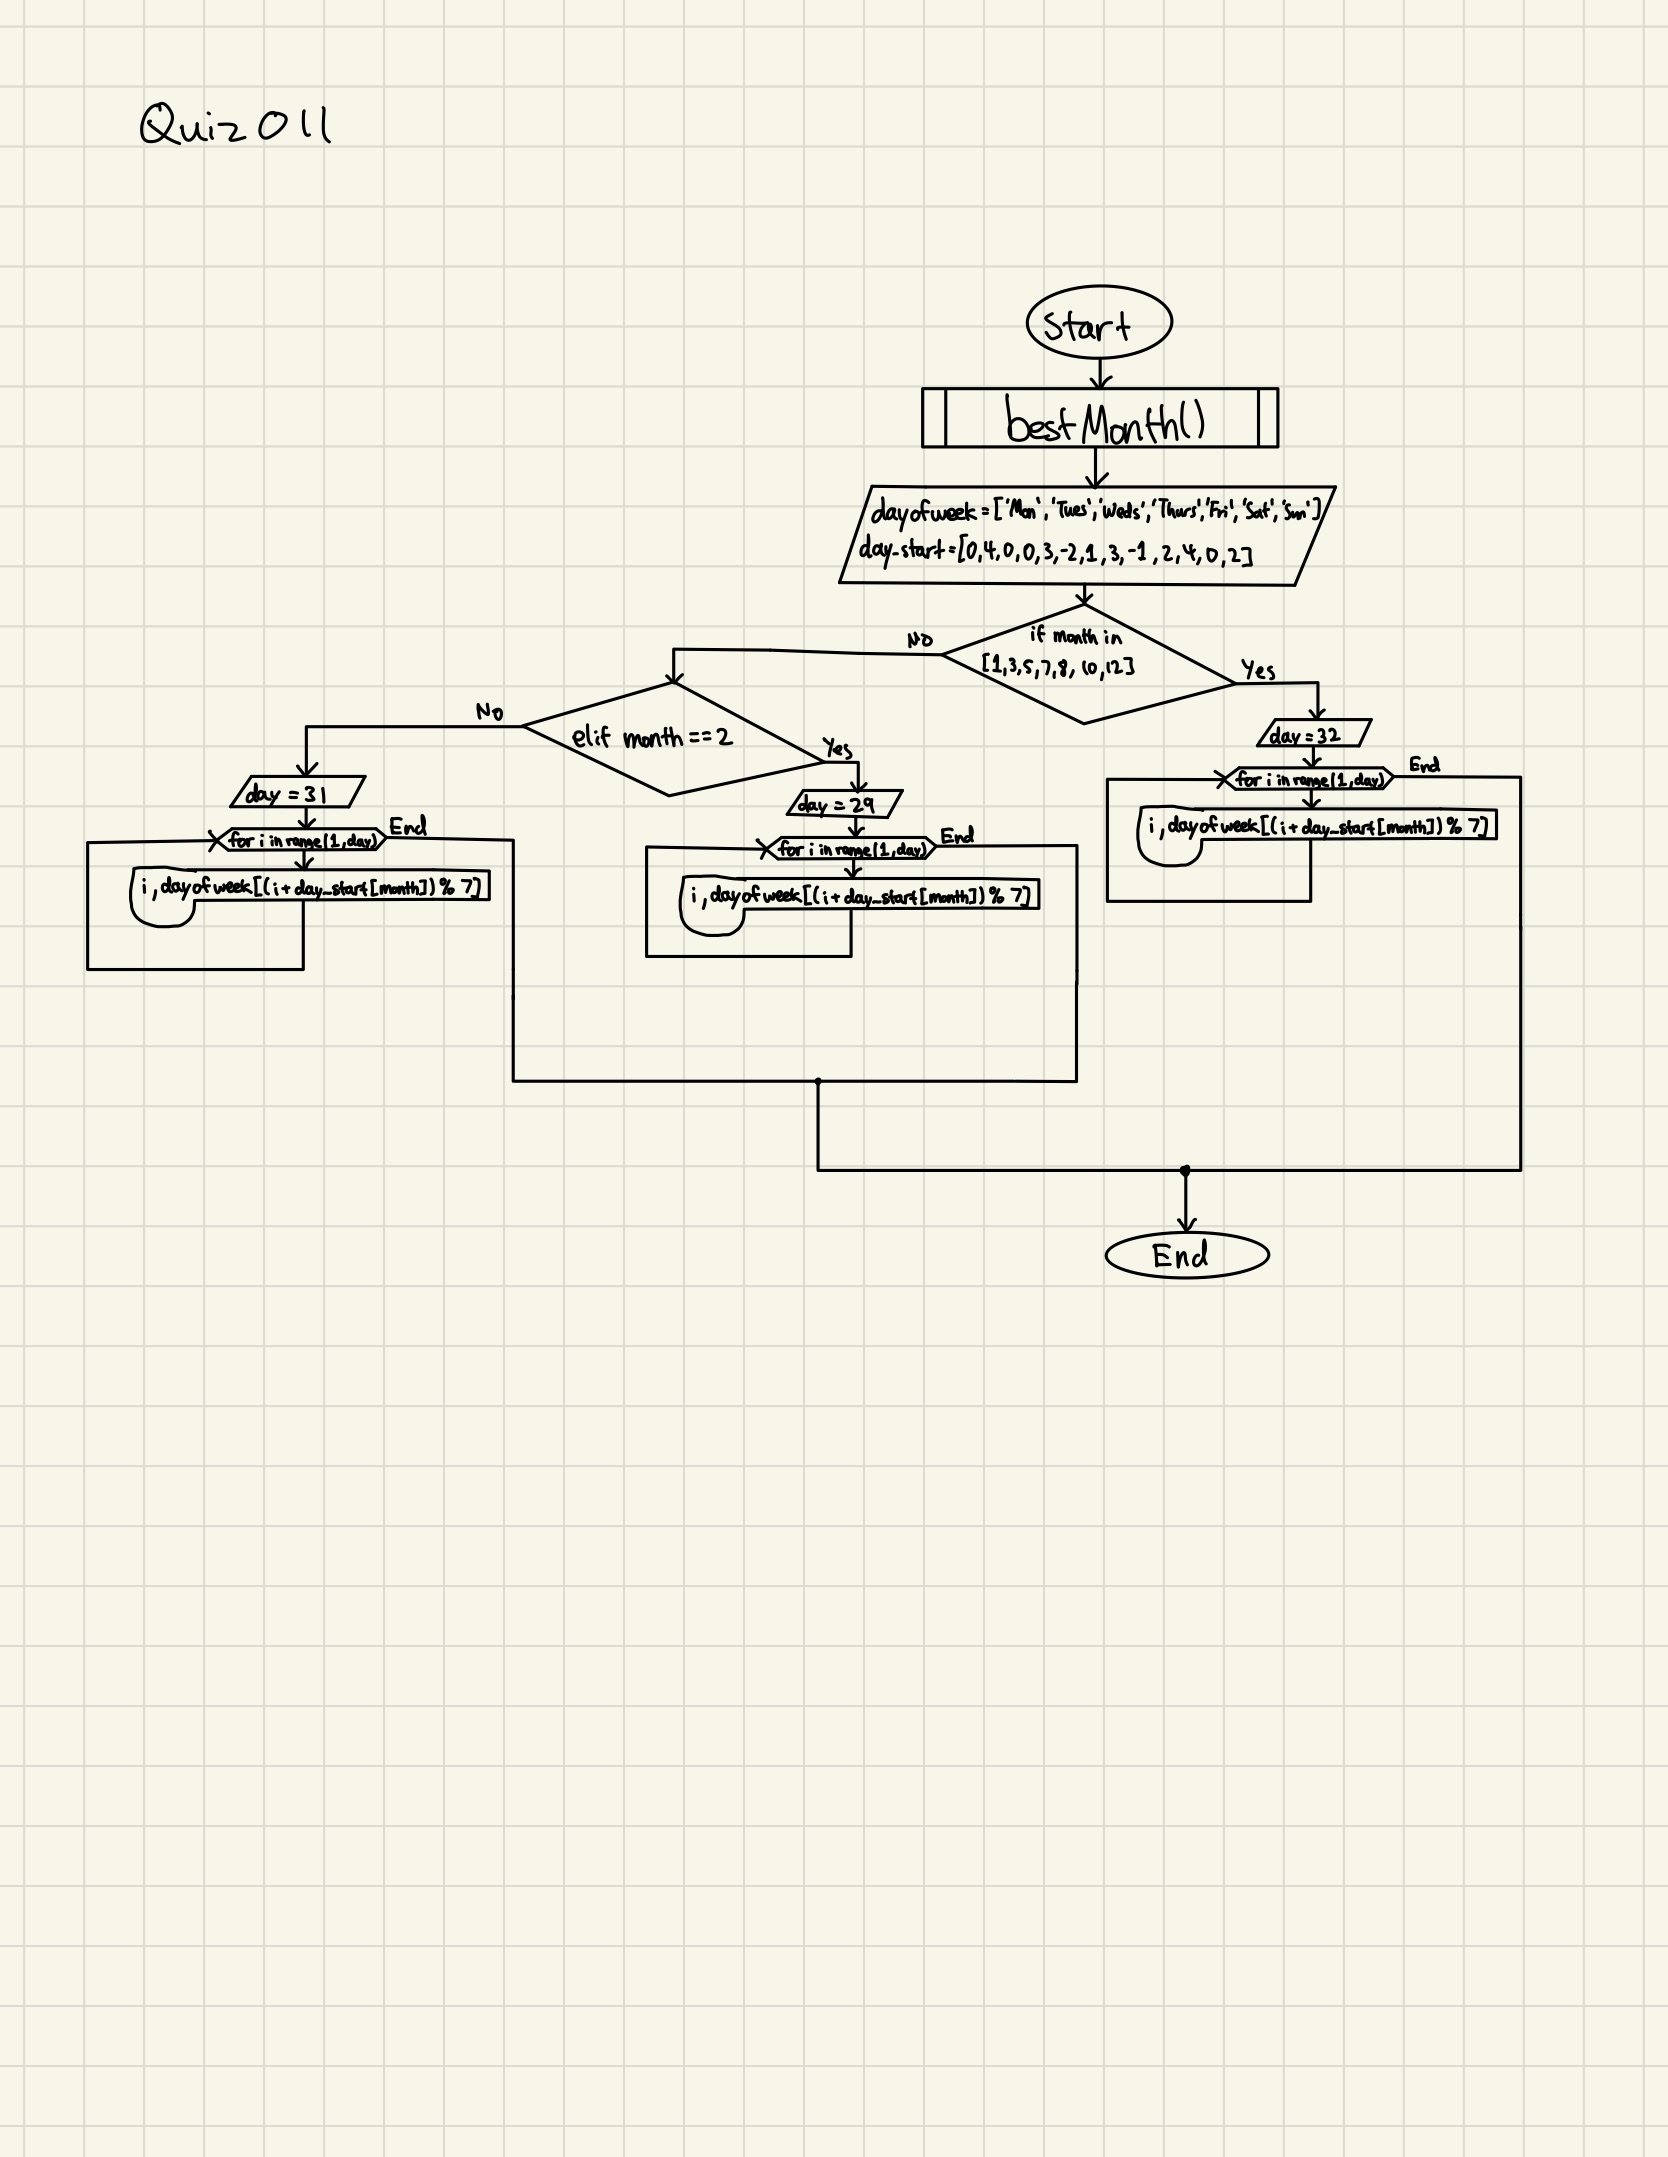 Quiz 011
Start
bestMonth()
dayofweek = ['Mon', 'Tues', 'Weds', 'Thurs', 'Fri', 'Sat', 'Sun']
day_start = [0,4,0,0,3,-2,1,3,-1,2,4,0,2]
if month in
[1,3,5,7,8,10,12]
No
Yes
elif month == 2
No
Yes
day = 32
for i in range(1,day)
End
i, dayofweek[(i + day_start[month]) % 7]
day = 29
for i in range(1,day)
End
i, dayofweek[(i + day_start[month]) % 7]
day = 31
for i in range(1,day)
End
i, dayofweek[(i + day_start[month]) % 7]
End